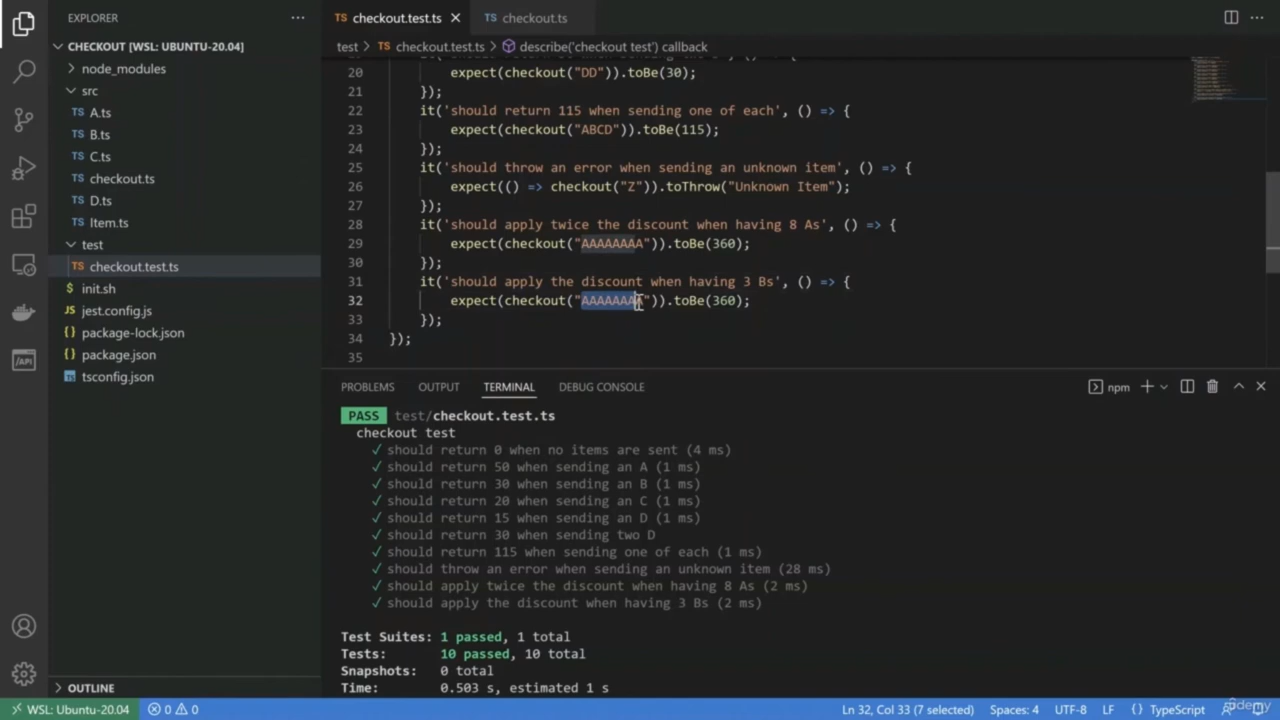 EXPLORER
CHECKOUT [WSL: UBUNTU-20.04]
node_modules
src
TS A.ts
TS B.ts
TS C.ts
TS checkout.ts
TS D.ts
TS Item.ts
test
TS checkout.test.ts
$ init.sh
JS jest.config.js
{} package-lock.json
{} package.json
tsconfig.json
OUTLINE
TS checkout.test.ts
TS checkout.ts
test > TS checkout.test.ts > describe('checkout test') callback
20 expect(checkout("DD")).toBe(30);
21 });
22 it('should return 115 when sending one of each', () => {
23 expect(checkout("ABCD")).toBe(115);
24 });
25 it('should throw an error when sending an unknown item', () => {
26 expect(() => checkout("Z")).toThrow("Unknown Item");
27 });
28 it('should apply twice the discount when having 8 As', () => {
29 expect(checkout("AAAAAAAA")).toBe(360);
30 });
31 it('should apply the discount when having 3 Bs', () => {
32 expect(checkout("AAAAAAAA")).toBe(360);
33 });
34 });
35
PROBLEMS OUTPUT TERMINAL DEBUG CONSOLE
npm
PASS test/checkout.test.ts
checkout test
✓ should return 0 when no items are sent (4 ms)
✓ should return 50 when sending an A (1 ms)
✓ should return 30 when sending an B (1 ms)
✓ should return 20 when sending an C (1 ms)
✓ should return 15 when sending an D (1 ms)
✓ should return 30 when sending two D
✓ should return 115 when sending one of each (1 ms)
✓ should throw an error when sending an unknown item (28 ms)
✓ should apply twice the discount when having 8 As (2 ms)
✓ should apply the discount when having 3 Bs (2 ms)
Test Suites: 1 passed, 1 total
Tests: 10 passed, 10 total
Snapshots: 0 total
Time: 0.503 s, estimated 1 s
WSL: Ubuntu-20.04 0 0 Ln 32, Col 33 (7 selected) Spaces: 4 UTF-8 LF {} TypeScript
udemy